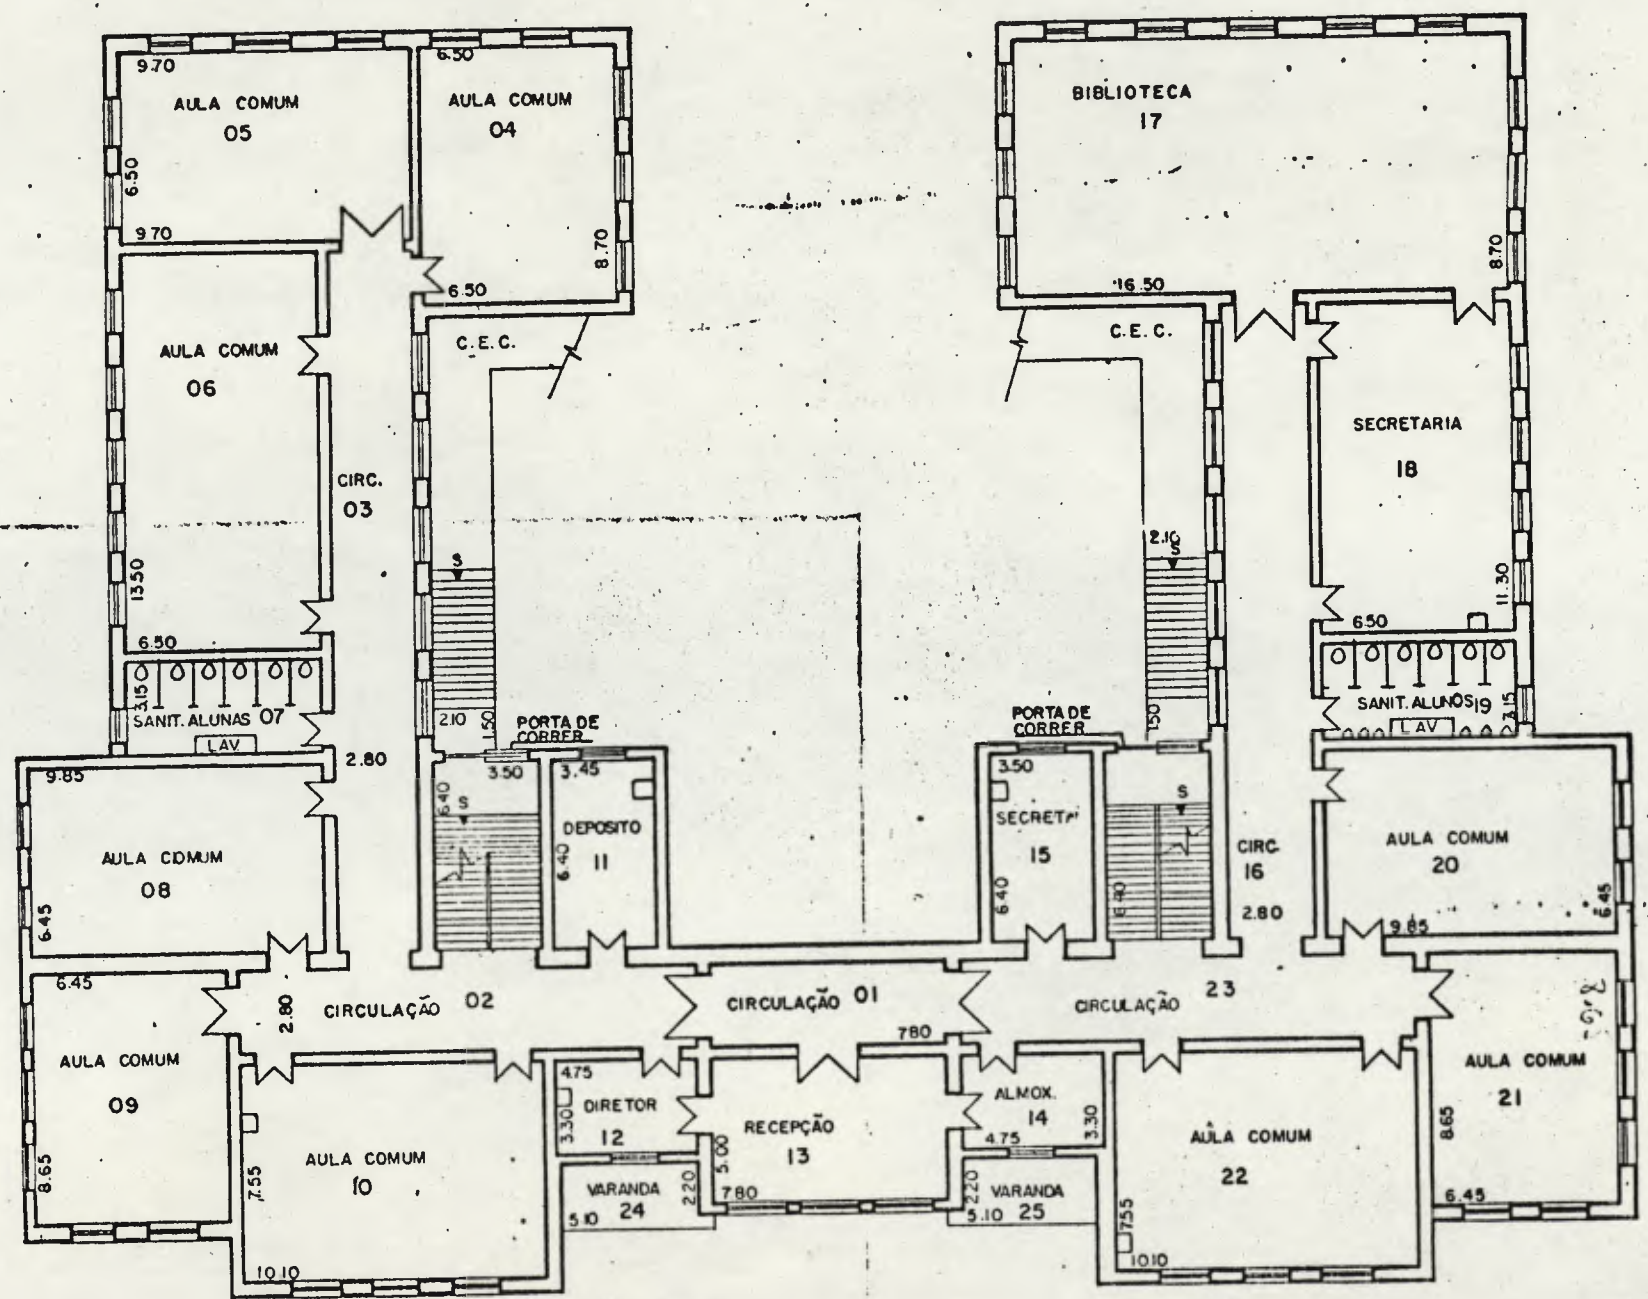 9.70
AULA COMUM
05
6.50
9.70
6.50
AULA COMUM
04
8.70
6.50
BIBLIOTECA
17
8.70
16.50
AULA COMUM
06
13.50
6.50
CIRC.
03
C.E.C.
S
2.10
1.50
PORTA DE
CORRER
C.E.C.
2.10
S
1.50
PORTA DE
CORRER
SECRETARIA
18
11.30
6.50
3.15
SANIT. ALUNAS 07
LAV
SANIT. ALUNOS 19
3.15
LAV
2.80
9.85
AULA COMUM
08
6.45
3.50
6.40
S
3.45
DEPOSITO
11
6.40
3.50
SECRETA
15
6.40
S
6.40
CIRC.
16
2.80
AULA COMUM
20
6.45
9.85
6.45
AULA COMUM
09
8.65
2.80
CIRCULAÇÃO 02
CIRCULAÇÃO 01
7.80
CIRCULAÇÃO 23
AULA COMUM
21
8.65
6.45
AULA COMUM
10
7.55
10.10
4.75
DIRETOR
12
3.30
RECEPÇÃO
13
5.00
7.80
ALMOX.
14
3.30
4.75
VARANDA
24
2.20
5.10
VARANDA
25
2.20
5.10
AULA COMUM
22
7.55
10.10